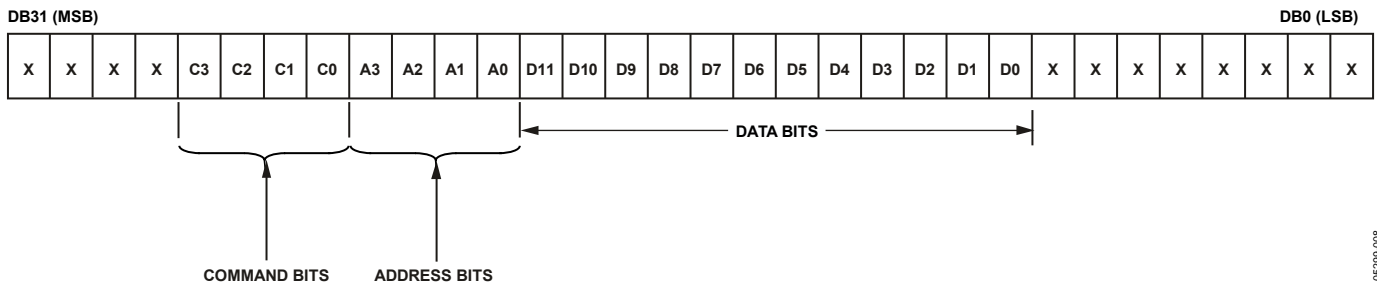 DB31 (MSB) DB0 (LSB)
X X X X C3 C2 C1 C0 A3 A2 A1 A0 D11 D10 D9 D8 D7 D6 D5 D4 D3 D2 D1 D0 X X X X X X X X
DATA BITS
COMMAND BITS ADDRESS BITS